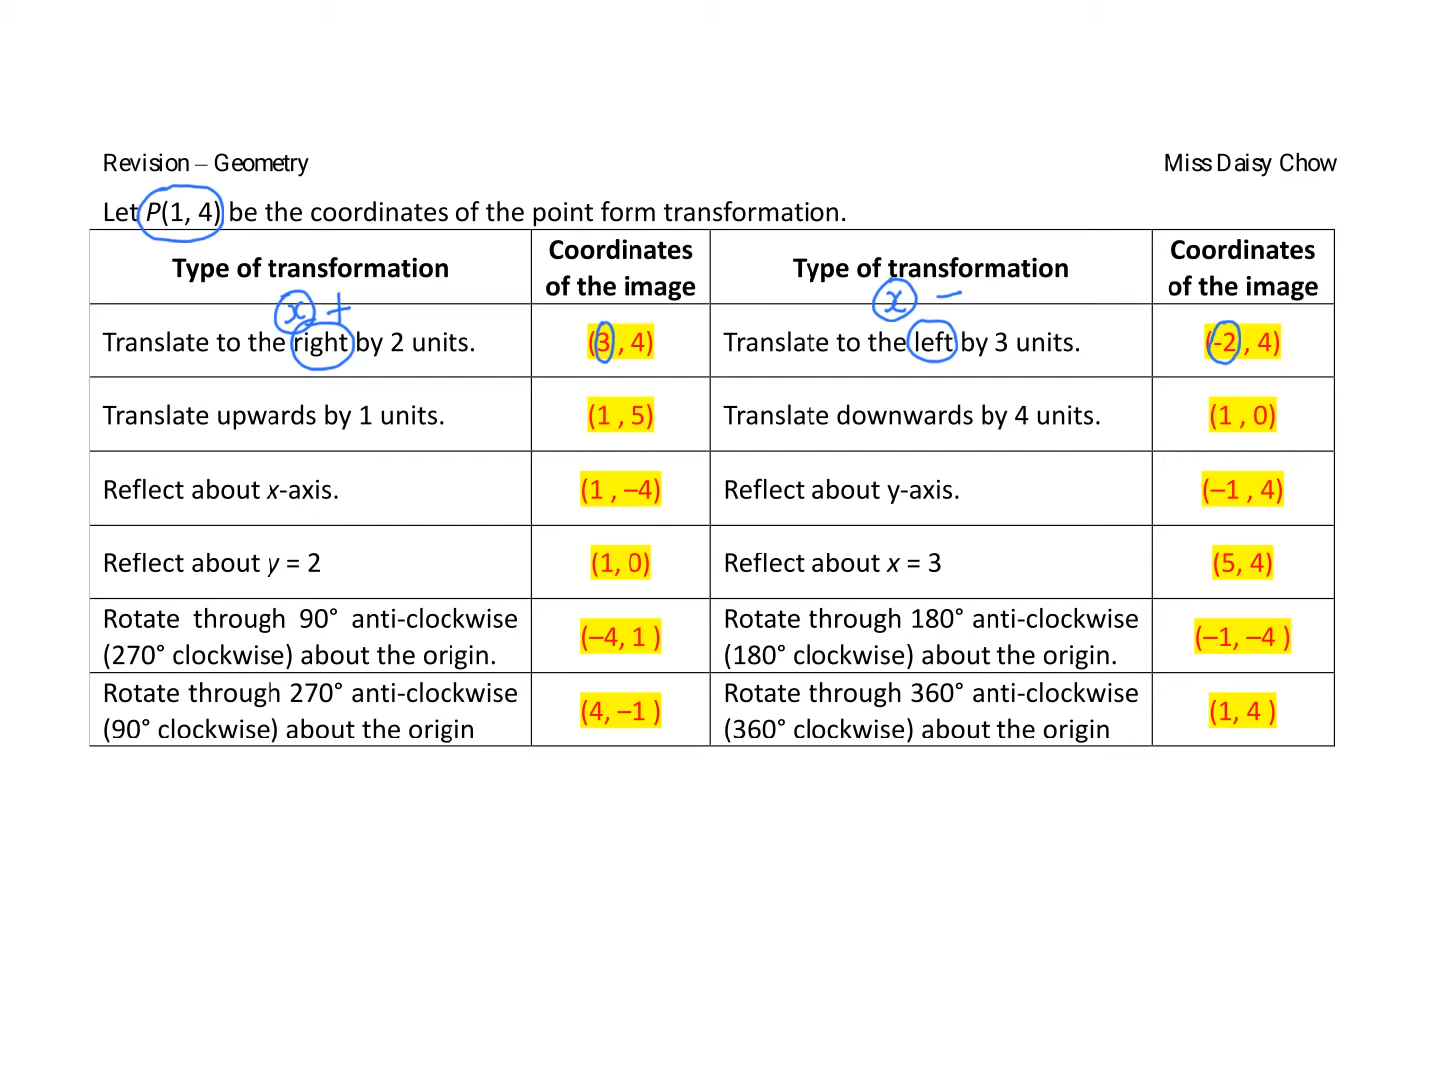 Revision – Geometry Miss Daisy Chow
Let P(1, 4) be the coordinates of the point form transformation.
Type of transformation Coordinates of the image Type of transformation Coordinates of the image
x + x –
Translate to the right by 2 units. (3 , 4) Translate to the left by 3 units. (-2 , 4)
Translate upwards by 1 units. (1 , 5) Translate downwards by 4 units. (1 , 0)
Reflect about x-axis. (1 , –4) Reflect about y-axis. (–1 , 4)
Reflect about y = 2 (1, 0) Reflect about x = 3 (5, 4)
Rotate through 90° anti-clockwise (270° clockwise) about the origin. (–4, 1 ) Rotate through 180° anti-clockwise (180° clockwise) about the origin. (–1, –4 )
Rotate through 270° anti-clockwise (90° clockwise) about the origin (4, –1 ) Rotate through 360° anti-clockwise (360° clockwise) about the origin (1, 4 )